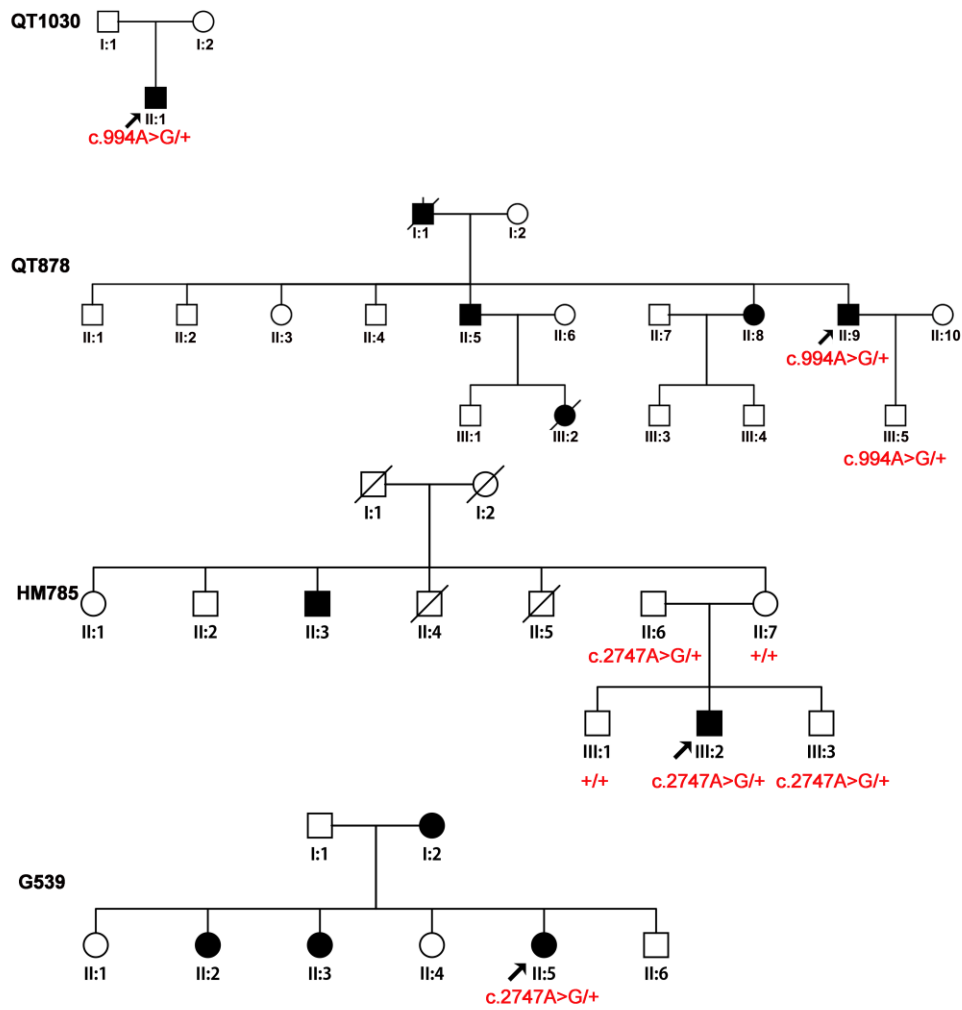 QT1030
I:1 I:2
II:1
c.994A>G/+
I:1 I:2
QT878
II:1 II:2 II:3 II:4 II:5 II:6 II:7 II:8 II:9 II:10
c.994A>G/+
III:1 III:2 III:3 III:4 III:5
c.994A>G/+
I:1 I:2
HM785
II:1 II:2 II:3 II:4 II:5 II:6 II:7
c.2747A>G/+ +/+
III:1 III:2 III:3
+/+ c.2747A>G/+ c.2747A>G/+
I:1 I:2
G539
II:1 II:2 II:3 II:4 II:5 II:6
c.2747A>G/+